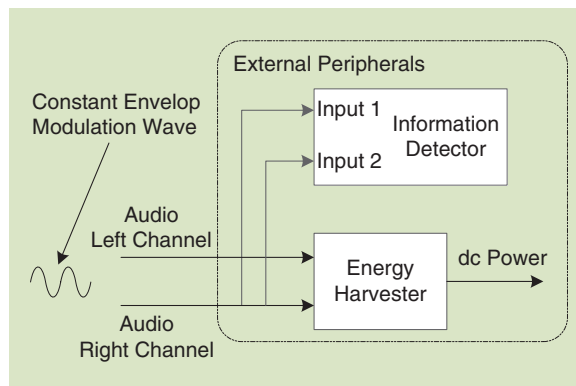 External Peripherals
Constant Envelop
Modulation Wave
Input 1
Information
Detector
Input 2
Audio
Left Channel
Energy
Harvester
dc Power
Audio
Right Channel